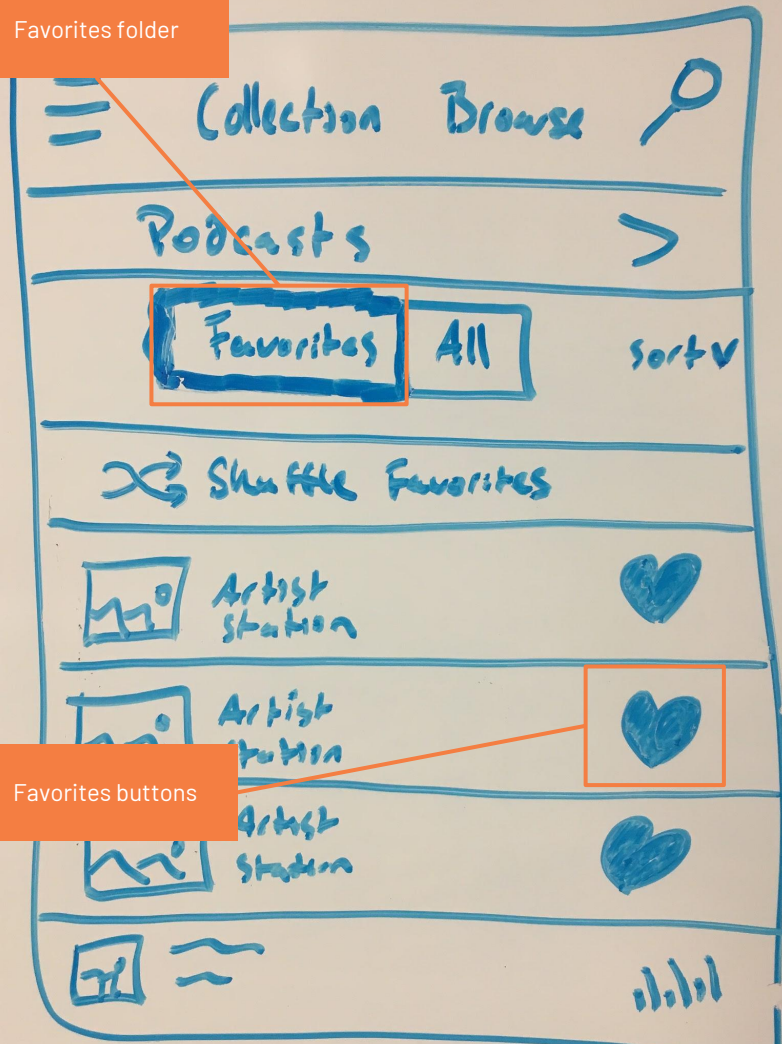 Favorites folder
Collection Browse
Podcasts >
Favorites All sort v
Shuffle Favorites
Artist
station
Artist
station
Favorites buttons
Artist
station